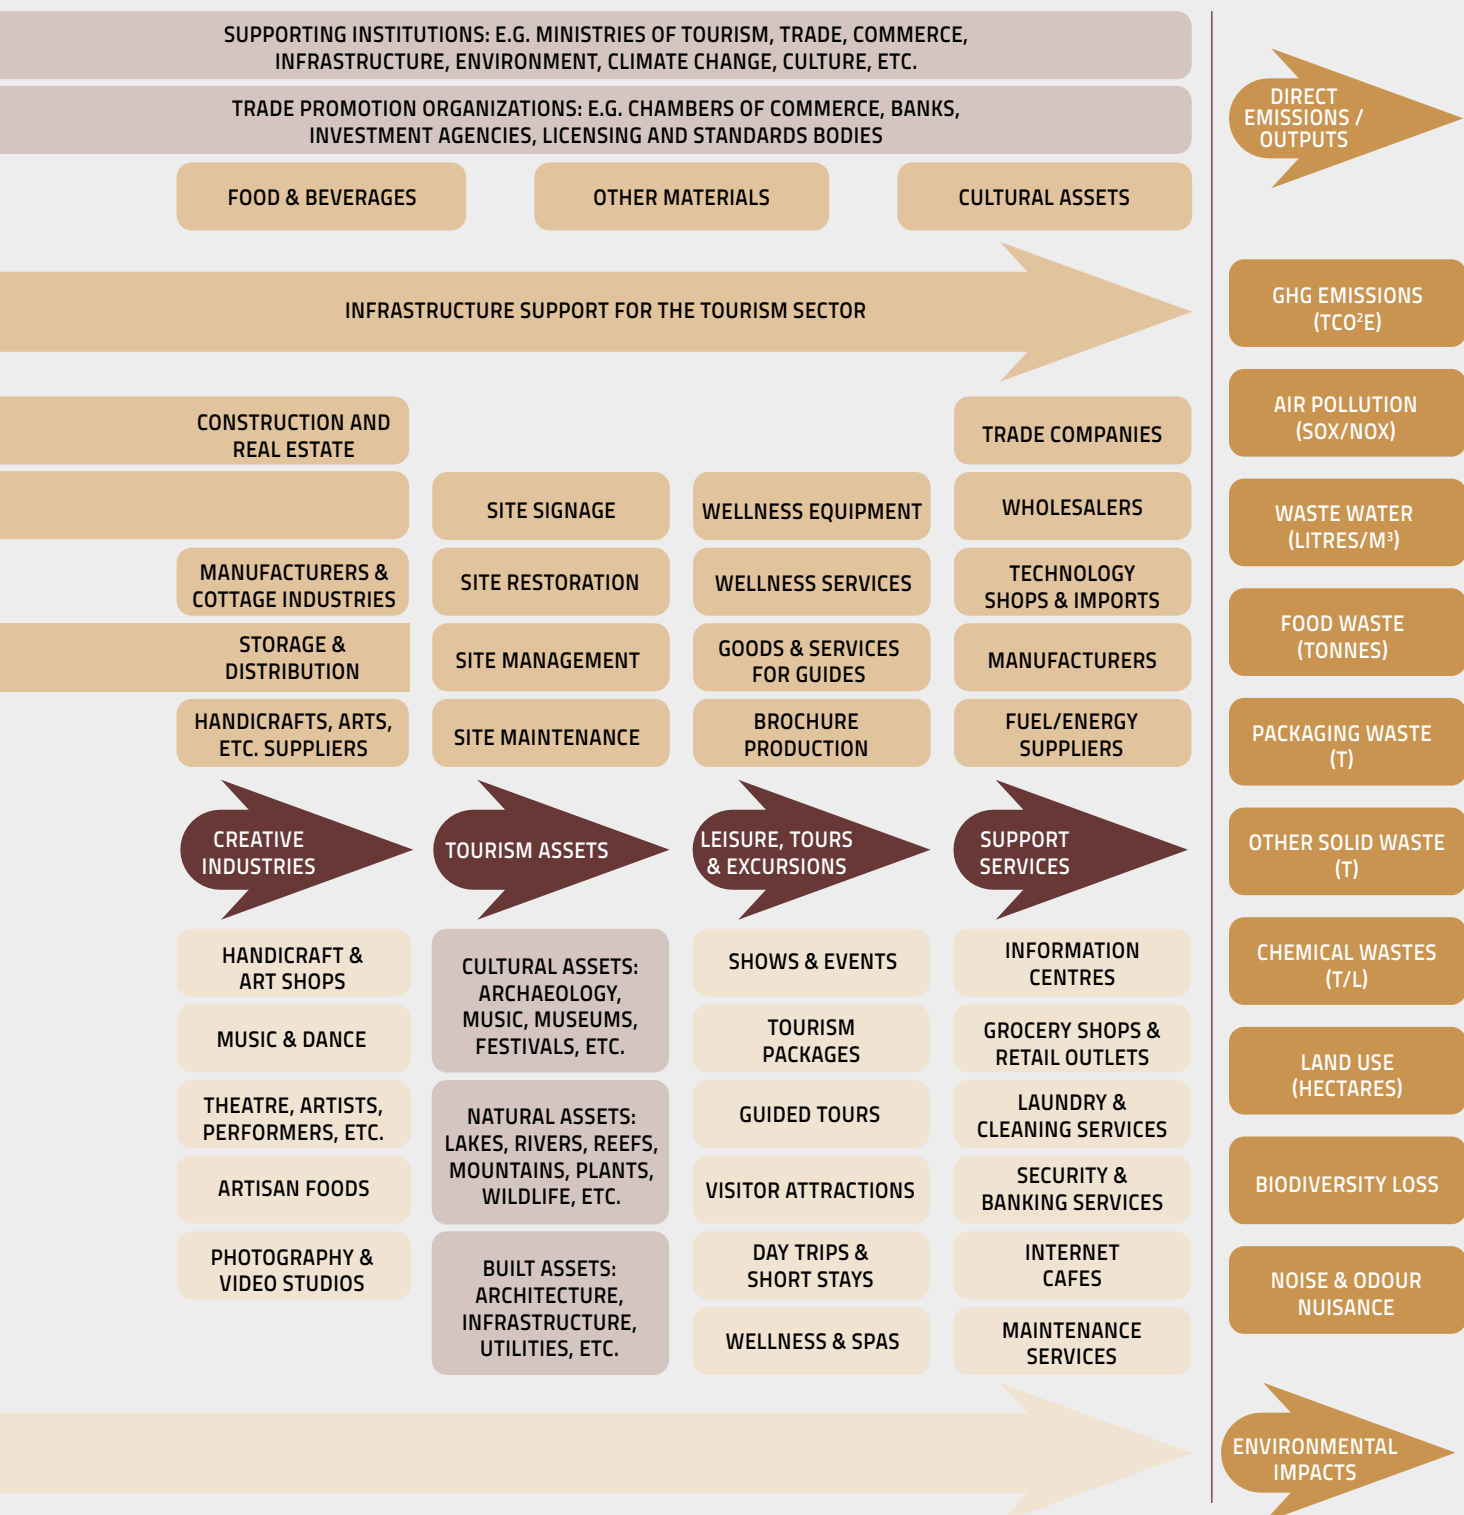 SUPPORTING INSTITUTIONS: E.G. MINISTRIES OF TOURISM, TRADE, COMMERCE,
INFRASTRUCTURE, ENVIRONMENT, CLIMATE CHANGE, CULTURE, ETC.
TRADE PROMOTION ORGANIZATIONS: E.G. CHAMBERS OF COMMERCE, BANKS,
INVESTMENT AGENCIES, LICENSING AND STANDARDS BODIES
FOOD & BEVERAGES
OTHER MATERIALS
CULTURAL ASSETS
INFRASTRUCTURE SUPPORT FOR THE TOURISM SECTOR
CONSTRUCTION AND
REAL ESTATE
MANUFACTURERS &
COTTAGE INDUSTRIES
STORAGE &
DISTRIBUTION
HANDICRAFTS, ARTS,
ETC. SUPPLIERS
CREATIVE
INDUSTRIES
HANDICRAFT &
ART SHOPS
MUSIC & DANCE
THEATRE, ARTISTS,
PERFORMERS, ETC.
ARTISAN FOODS
PHOTOGRAPHY &
VIDEO STUDIOS
SITE SIGNAGE
SITE RESTORATION
SITE MANAGEMENT
SITE MAINTENANCE
TOURISM ASSETS
CULTURAL ASSETS:
ARCHAEOLOGY,
MUSIC, MUSEUMS,
FESTIVALS, ETC.
NATURAL ASSETS:
LAKES, RIVERS, REEFS,
MOUNTAINS, PLANTS,
WILDLIFE, ETC.
BUILT ASSETS:
ARCHITECTURE,
INFRASTRUCTURE,
UTILITIES, ETC.
WELLNESS EQUIPMENT
WELLNESS SERVICES
GOODS & SERVICES
FOR GUIDES
BROCHURE
PRODUCTION
LEISURE, TOURS
& EXCURSIONS
SHOWS & EVENTS
TOURISM
PACKAGES
GUIDED TOURS
VISITOR ATTRACTIONS
DAY TRIPS &
SHORT STAYS
WELLNESS & SPAS
TRADE COMPANIES
WHOLESALERS
TECHNOLOGY
SHOPS & IMPORTS
MANUFACTURERS
FUEL/ENERGY
SUPPLIERS
SUPPORT
SERVICES
INFORMATION
CENTRES
GROCERY SHOPS &
RETAIL OUTLETS
LAUNDRY &
CLEANING SERVICES
SECURITY &
BANKING SERVICES
INTERNET
CAFES
MAINTENANCE
SERVICES
DIRECT
EMISSIONS /
OUTPUTS
GHG EMISSIONS
(TCO²E)
AIR POLLUTION
(SOX/NOX)
WASTE WATER
(LITRES/M³)
FOOD WASTE
(TONNES)
PACKAGING WASTE
(T)
OTHER SOLID WASTE
(T)
CHEMICAL WASTES
(T/L)
LAND USE
(HECTARES)
BIODIVERSITY LOSS
NOISE & ODOUR
NUISANCE
ENVIRONMENTAL
IMPACTS